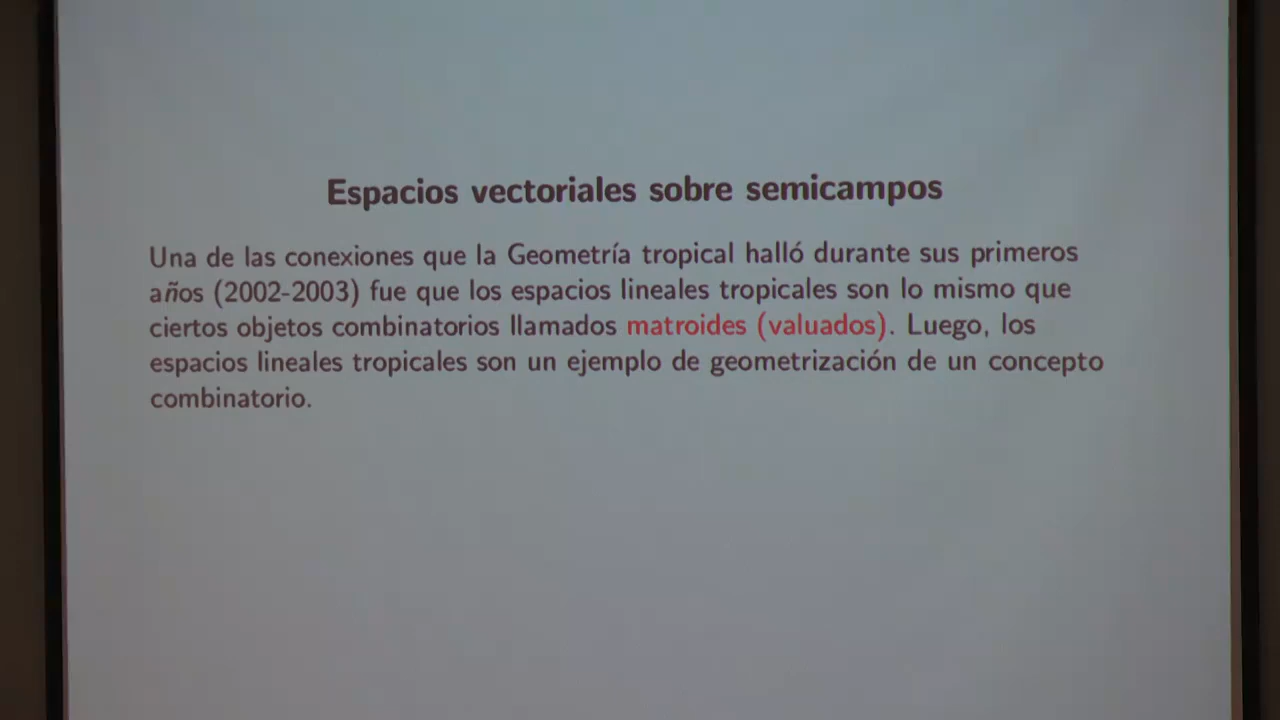 Espacios vectoriales sobre semicampos
Una de las conexiones que la Geometría tropical halló durante sus primeros
años (2002-2003) fue que los espacios lineales tropicales son lo mismo que
ciertos objetos combinatorios llamados matroides (valuados). Luego, los
espacios lineales tropicales son un ejemplo de geometrización de un concepto
combinatorio.